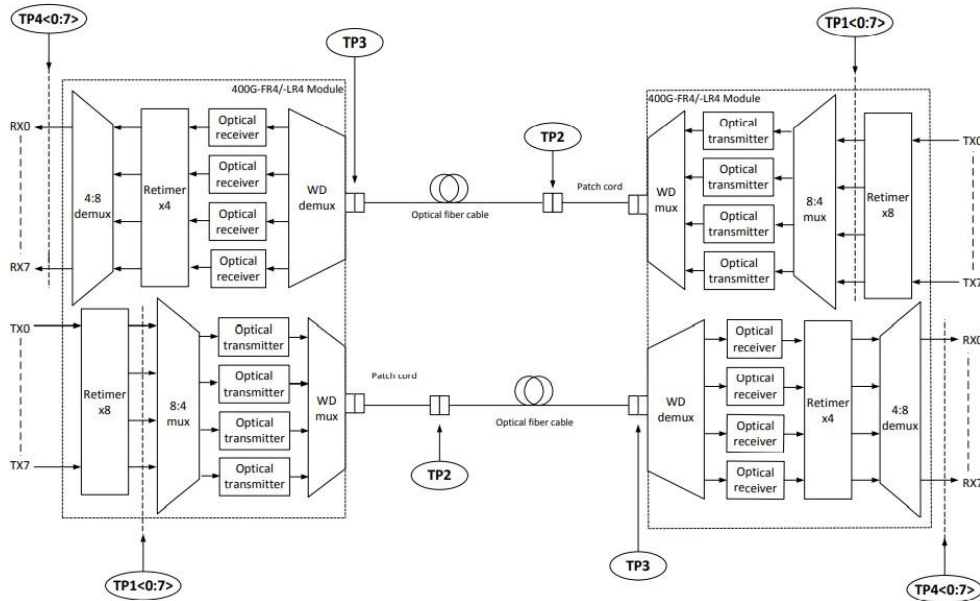 TP4<0:7>
TP3
TP1<0:7>
400G-FR4/-LR4 Module
400G-FR4/-LR4 Module
TP2
RX0
RX7
4:8
demux
Retimer
x4
Optical
receiver
Optical
receiver
Optical
receiver
Optical
receiver
WD
demux
Optical fiber cable
Patch cord
WD
mux
Optical
transmitter
Optical
transmitter
Optical
transmitter
Optical
transmitter
8:4
mux
Retimer
x8
TX0
TX7
TX0
TX7
Retimer
x8
8:4
mux
Optical
transmitter
Optical
transmitter
Optical
transmitter
Optical
transmitter
WD
mux
Patch cord
TP2
Optical fiber cable
WD
demux
Optical
receiver
Optical
receiver
Optical
receiver
Optical
receiver
Retimer
x4
4:8
demux
RX0
RX7
TP1<0:7>
TP3
TP4<0:7>